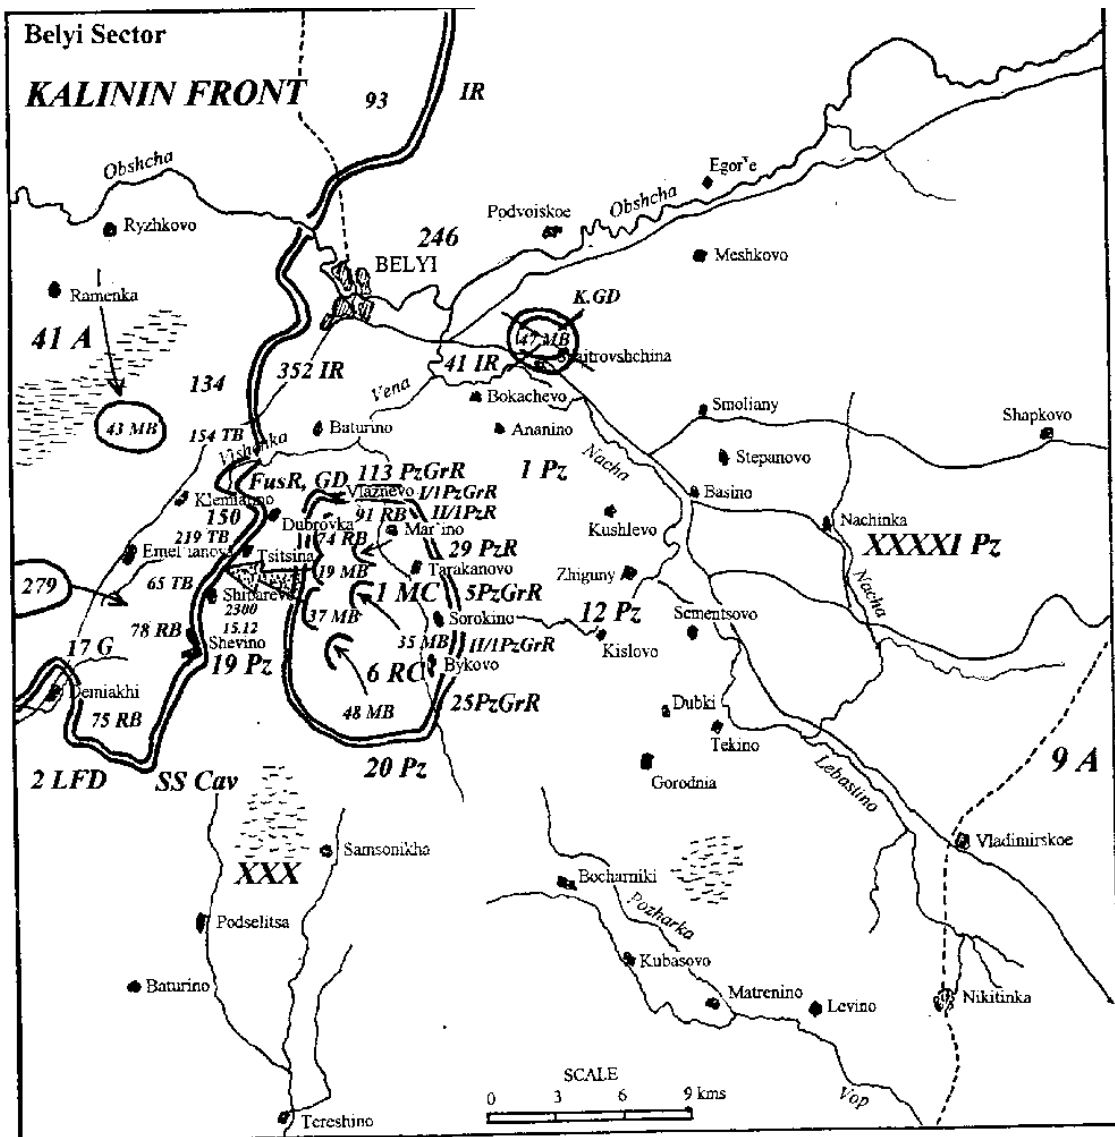 Belyi Sector
KALININ FRONT
93
IR
Obshcha
Egor'e
Obshcha
Podvoiskoe
Ryzhkovo
246
BELYI
Meshkovo
Ramenka
K.GD
41 A
47 MB
352 IR
41 IR
134
Vena
Bokachevo
Smoliany
Shapkovo
43 MB
154 TB
Baturino
Ananino
Vishenka
Nacha
Stepanovo
113 PzGrR
1 Pz
FusR, GD
Vlaznevo
I/1PzGrR
Basino
150
91 RB
II/1PzR
Kushlevo
Nachinka
Dubrovka
Mar'ino
219 TB
74 RB
29 PzR
XXXXI Pz
Tsitsina
Tarakanovo
19 MB
Zhiguny
279
65 TB
1 MC
5PzGrR
Nacha
Shiparevo
2300
15.12
37 MB
Sorokino
12 Pz
Sementsovo
78 RB
35 MB
II/1PzGrR
Kislovo
17 G
Shevino
19 Pz
6 RC
Bykovo
Demiakhi
75 RB
48 MB
25PzGrR
Dubki
Tekino
20 Pz
2 LFD
SS Cav
Gorodnia
Lebastino
9 A
Samsonikha
Vladimirskoe
XXX
Bocharniki
Podselitsa
Pozharka
Kubasovo
Baturino
Matrenino
Levino
Nikitinka
SCALE
0 3 6 9 kms
Vop
Tereshino